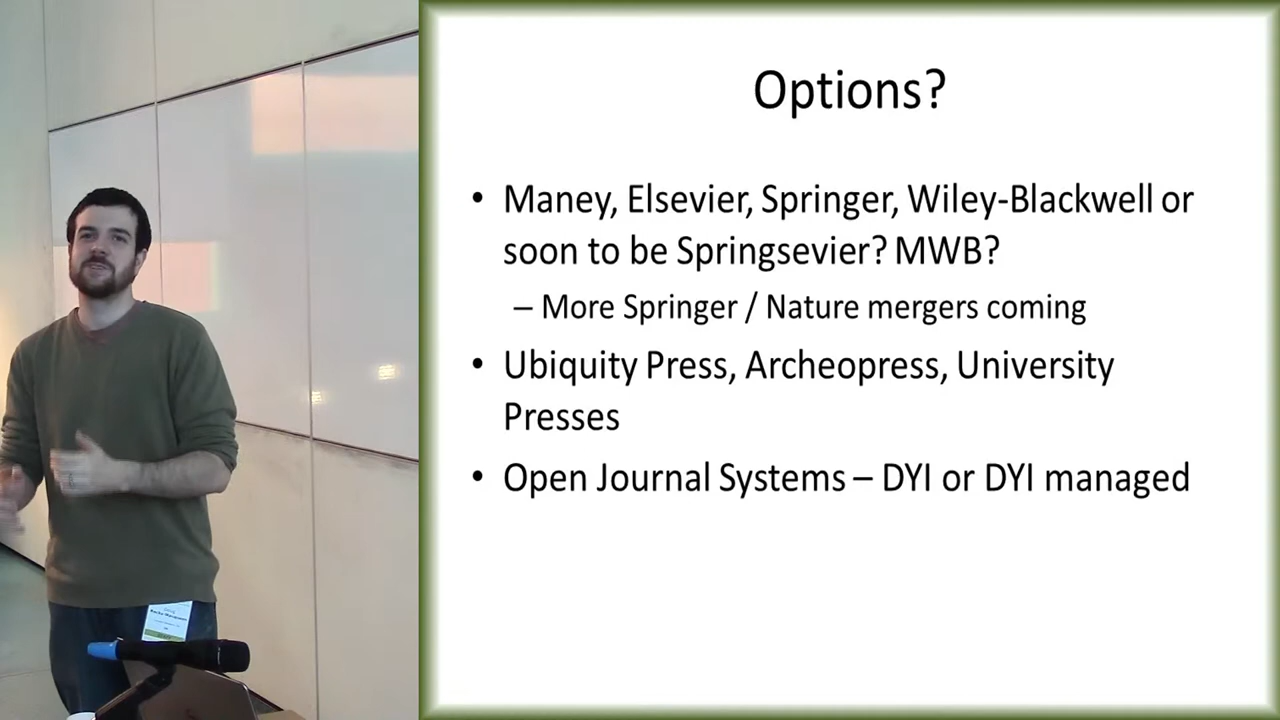 Options?
• Maney, Elsevier, Springer, Wiley-Blackwell or
soon to be Springsevier? MWB?
– More Springer / Nature mergers coming
• Ubiquity Press, Archeopress, University
Presses
• Open Journal Systems – DYI or DYI managed